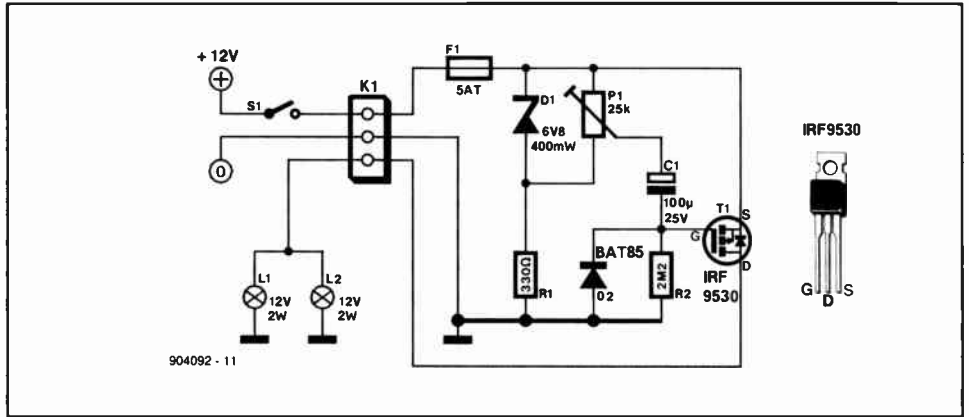 + 12V
S1
0
K1
F1
5AT
D1
6V8
400mW
P1
25k
C1
100µ
25V
T1
G
S
D
IRF
9530
BAT85
D2
330Ω
R1
2M2
R2
L1
12V
2W
L2
12V
2W
904092 - 11
IRF9530
G D S